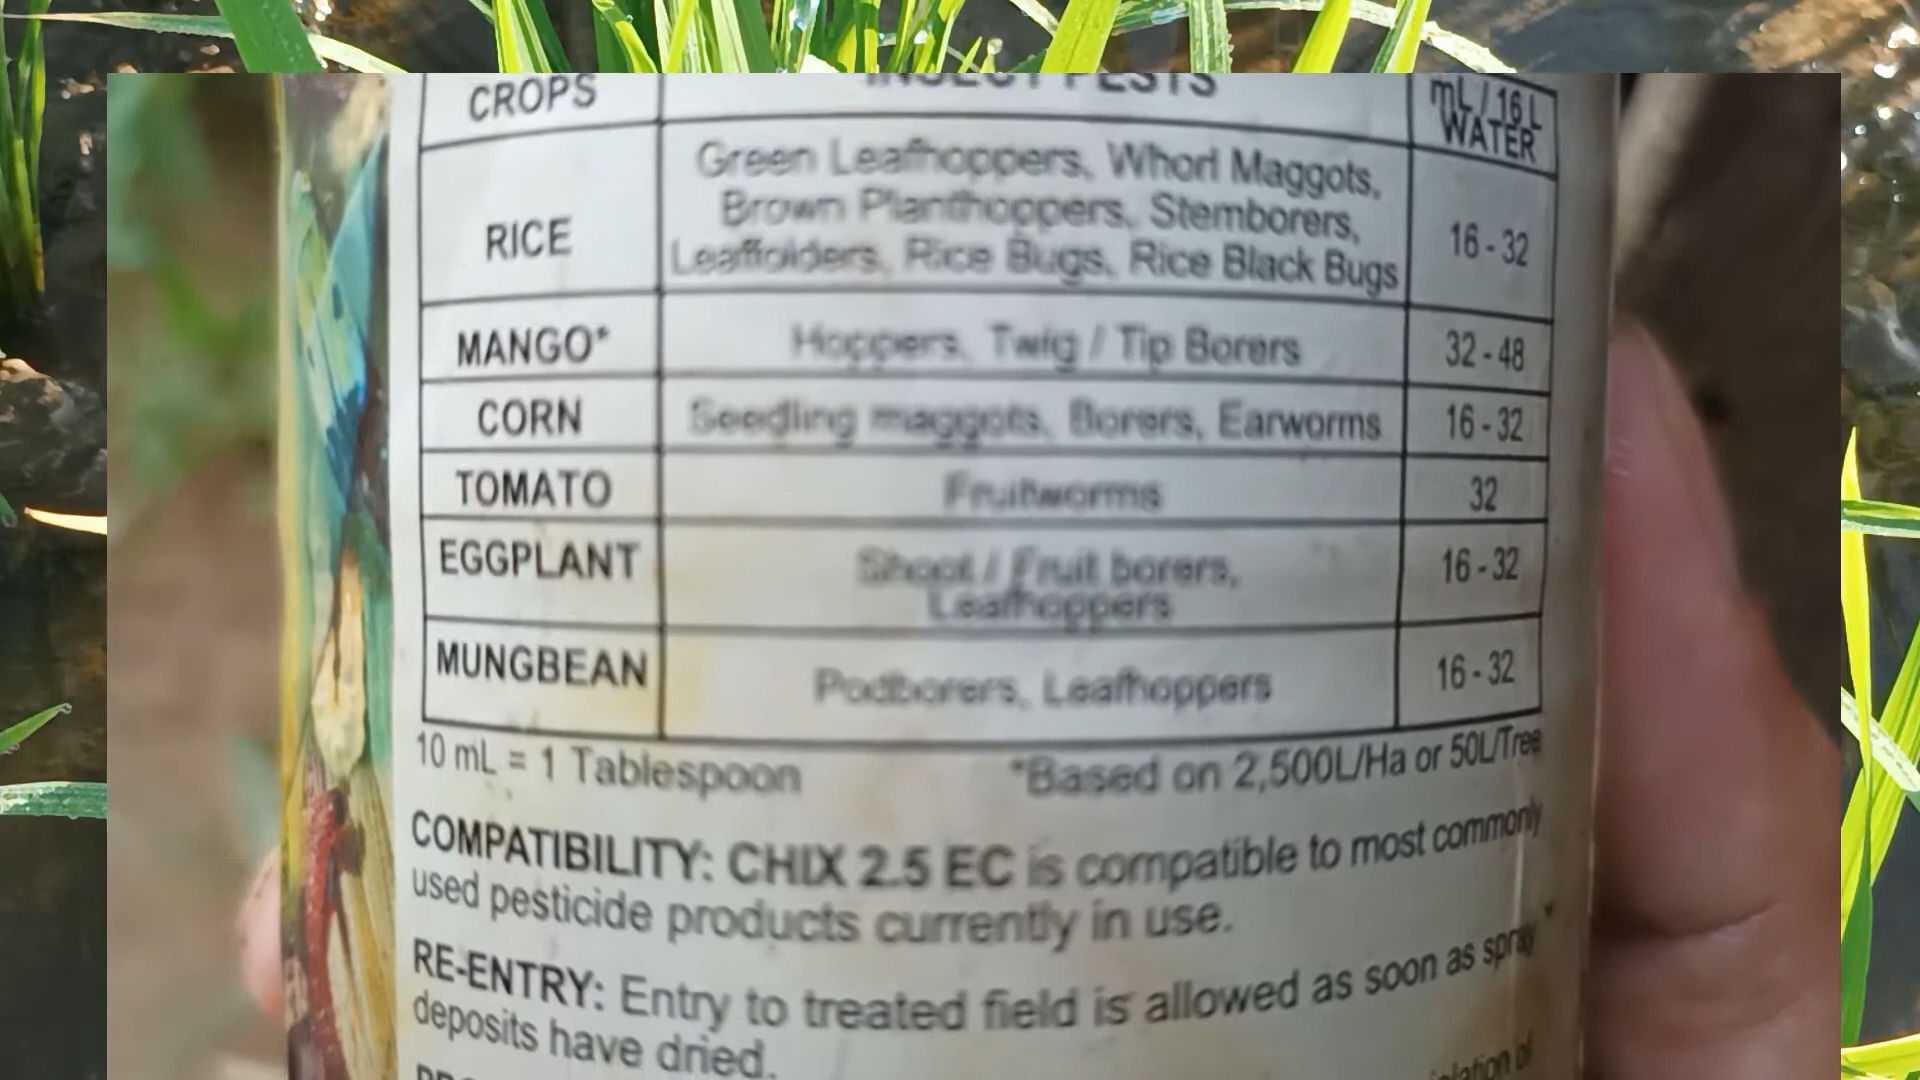 CROPS
INSECT PESTS
mL / 16 L
WATER
RICE
Green Leafhoppers, Whorl Maggots,
Brown Planthoppers, Stemborers,
Leaffolders, Rice Bugs, Rice Black Bugs
16 - 32
MANGO*
Hoppers, Twig / Tip Borers
32 - 48
CORN
Seedling maggots, Borers, Earworms
16 - 32
TOMATO
Fruitworms
32
EGGPLANT
Shoot / Fruit borers,
Leafhoppers
16 - 32
MUNGBEAN
Podborers, Leafhoppers
16 - 32
10 mL = 1 Tablespoon
*Based on 2,500L/Ha or 50L/Tree
COMPATIBILITY: CHIX 2.5 EC is compatible to most commonly
used pesticide products currently in use.
RE-ENTRY: Entry to treated field is allowed as soon as spray
deposits have dried.
of